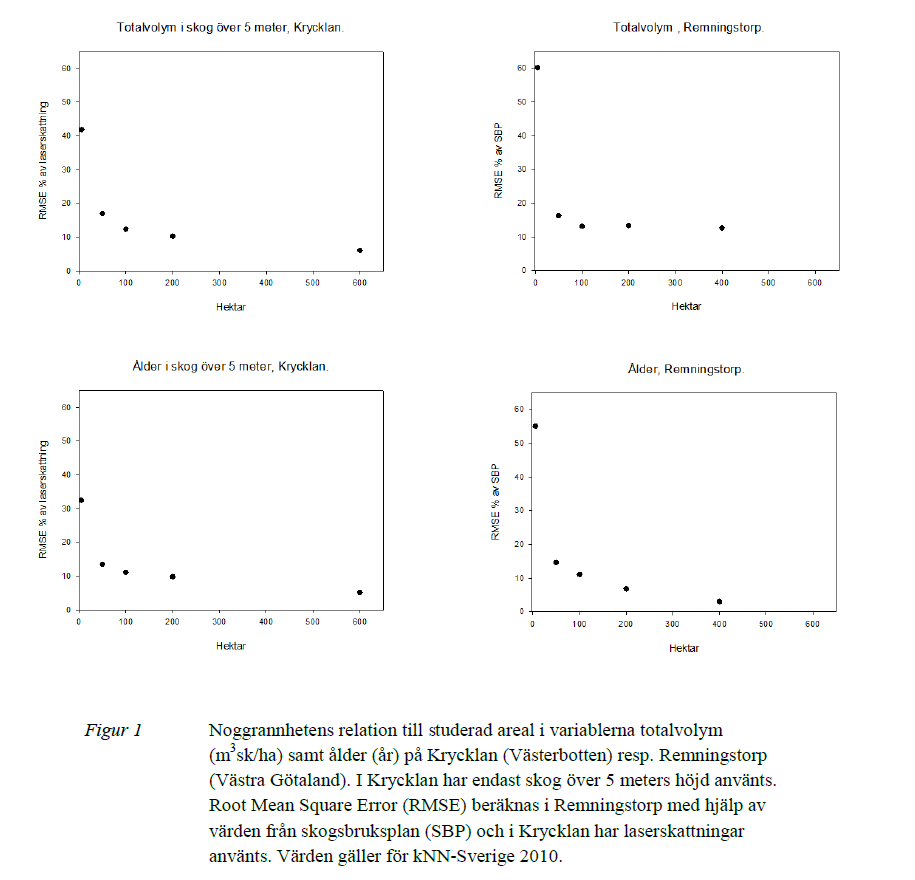 Totalvolym i skog över 5 meter, Krycklan.
RMSE % av laserskattning
60
50
40
30
20
10
0
0 100 200 300 400 500 600
Hektar
Totalvolym , Remningstorp.
RMSE % av SBP
60
50
40
30
20
10
0
0 100 200 300 400 500 600
Hektar
Ålder i skog över 5 meter, Krycklan.
RMSE % av laserskattning
60
50
40
30
20
10
0
0 100 200 300 400 500 600
Hektar
Ålder, Remningstorp.
RMSE % av SBP
60
50
40
30
20
10
0
0 100 200 300 400 500 600
Hektar
Figur 1 Noggrannhetens relation till studerad areal i variablerna totalvolym
(m³sk/ha) samt ålder (år) på Krycklan (Västerbotten) resp. Remningstorp
(Västra Götaland). I Krycklan har endast skog över 5 meters höjd använts.
Root Mean Square Error (RMSE) beräknas i Remningstorp med hjälp av
värden från skogsbruksplan (SBP) och i Krycklan har laserskattningar
använts. Värden gäller för kNN-Sverige 2010.